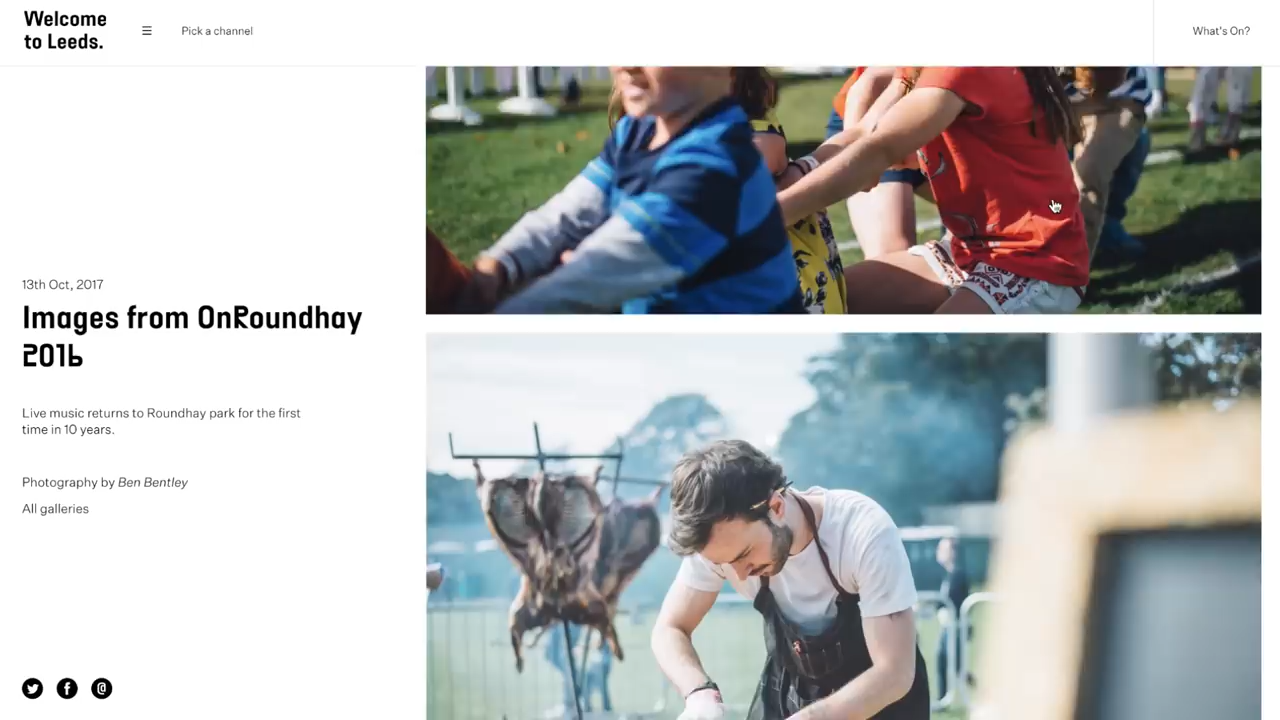 Welcome
to Leeds.
Pick a channel
What's On?
13th Oct, 2017
Images from OnRoundhay
2016
Live music returns to Roundhay park for the first
time in 10 years.
Photography by Ben Bentley
All galleries